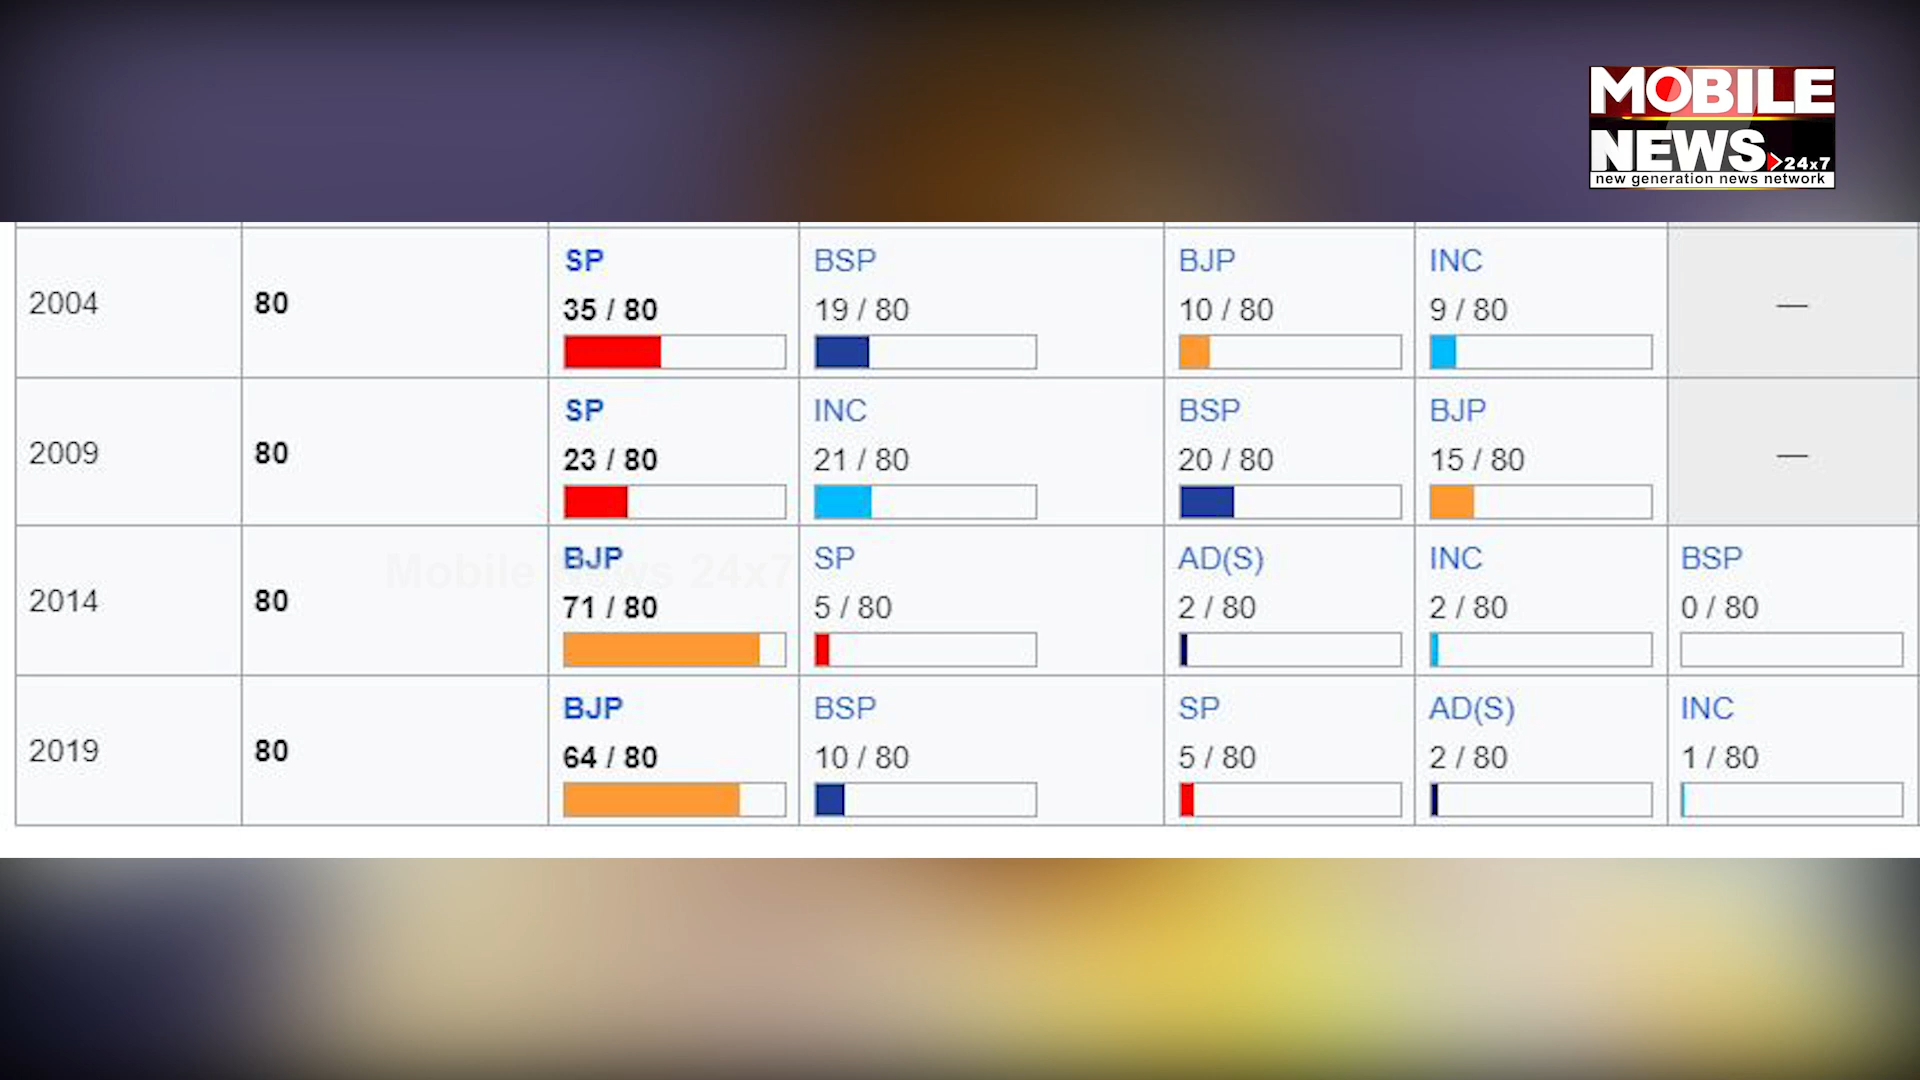 MOBILE
NEWS 24x7
new generation news network
SP BSP BJP INC
2004 80 35 / 80 19 / 80 10 / 80 9 / 80 —
SP INC BSP BJP
2009 80 23 / 80 21 / 80 20 / 80 15 / 80 —
Mobile News 24x7
BJP SP AD(S) INC BSP
2014 80 71 / 80 5 / 80 2 / 80 2 / 80 0 / 80
BJP BSP SP AD(S) INC
2019 80 64 / 80 10 / 80 5 / 80 2 / 80 1 / 80